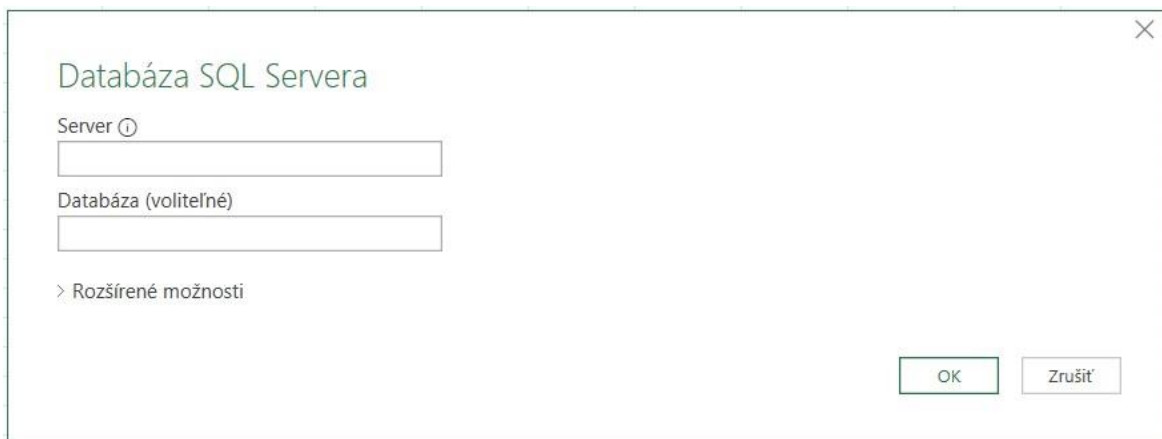 Databáza SQL Servera
Server
Databáza (voliteľné)
Rozšírené možnosti
OK Zrušiť